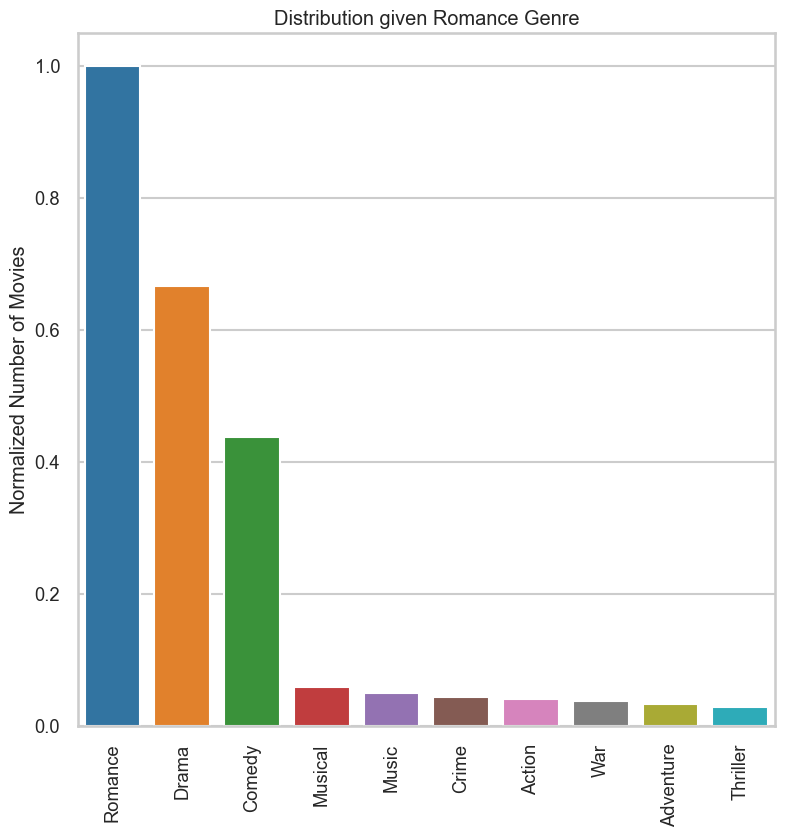 Distribution given Romance Genre
Normalized Number of Movies
1.0
0.8
0.6
0.4
0.2
0.0
Romance
Drama
Comedy
Musical
Music
Crime
Action
War
Adventure
Thriller